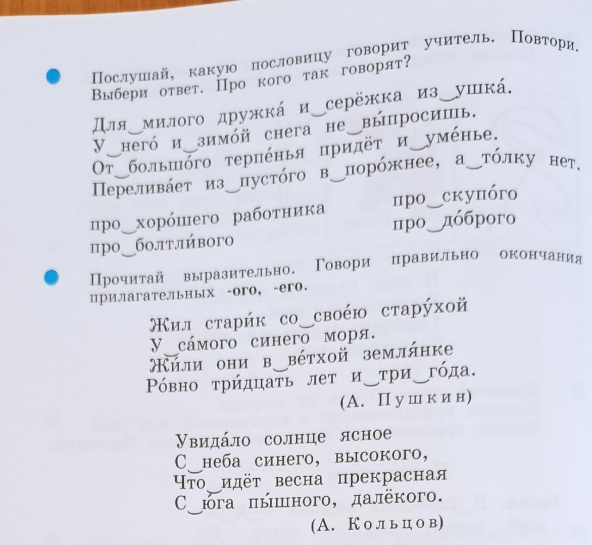 Послушай, какую пословицу говорит учитель. Повтори.
Выбери ответ. Про кого так говорят?
Для‿милого дружка́ и‿серёжка из‿ушка́.
У‿него́ и‿зимо́й снега не‿вы́просишь.
От‿большо́го терпе́нья придёт и‿уме́нье.
Перелива́ет из‿пусто́го в‿поро́жнее, а‿то́лку нет.
про‿хоро́шего работника
про‿болтли́вого
про‿скупо́го
про‿до́брого
Прочитай выразительно. Говори правильно окончания
прилагательных -ого, -его.
Жил стари́к со‿свое́ю стару́хой
У‿са́мого синего моря.
Жи́ли они в‿ве́тхой земля́нке
Ро́вно три́дцать лет и‿три‿го́да.
(А. Пушкин)
Увида́ло солнце ясное
С‿неба синего, высокого,
Что‿идёт весна прекрасная
С‿ю́га пы́шного, далёкого.
(А. Кольцов)